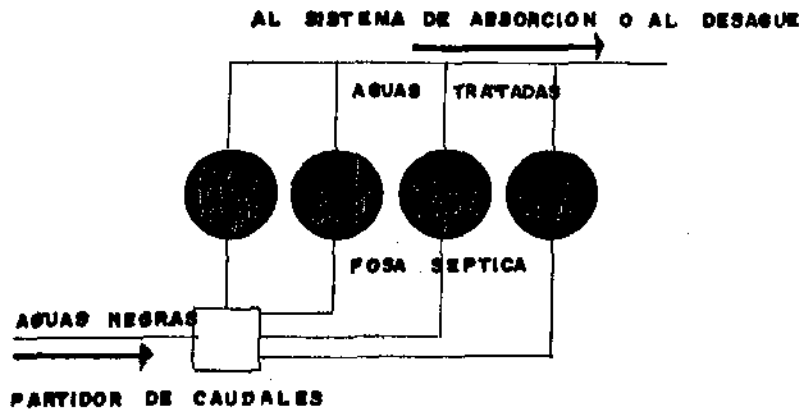 AL SISTEMA DE ABSORCION O AL DESAGUE
AGUAS TRATADAS
FOSA SEPTICA
AGUAS NEGRAS
PARTIDOR DE CAUDALES